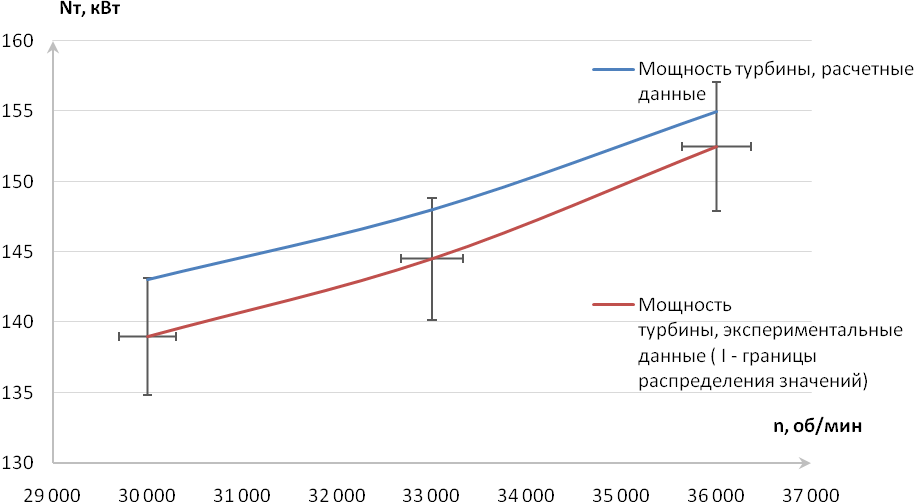 Nт, кВт
160
Мощность турбины, расчетные
данные
155
150
145
Мощность
турбины, экспериментальные
данные ( I - границы
распределения значений)
140
135
n, об/мин
130
29 000 30 000 31 000 32 000 33 000 34 000 35 000 36 000 37 000